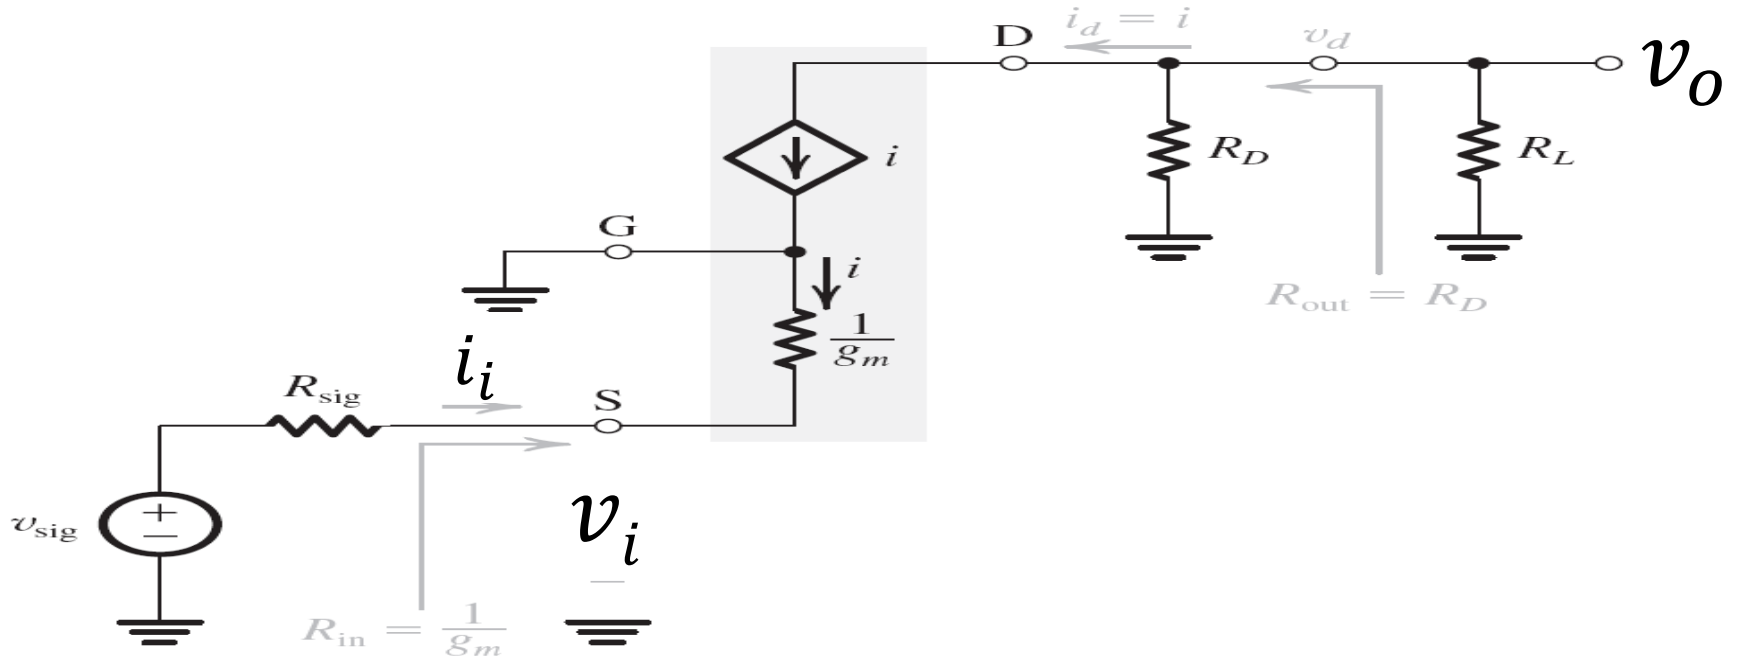 D
i_d = i
v_d
v_o
i
R_D
R_L
G
i
R_out = R_D
1/g_m
i_i
R_sig
S
v_sig
+
−
v_i
−
R_in = 1/g_m